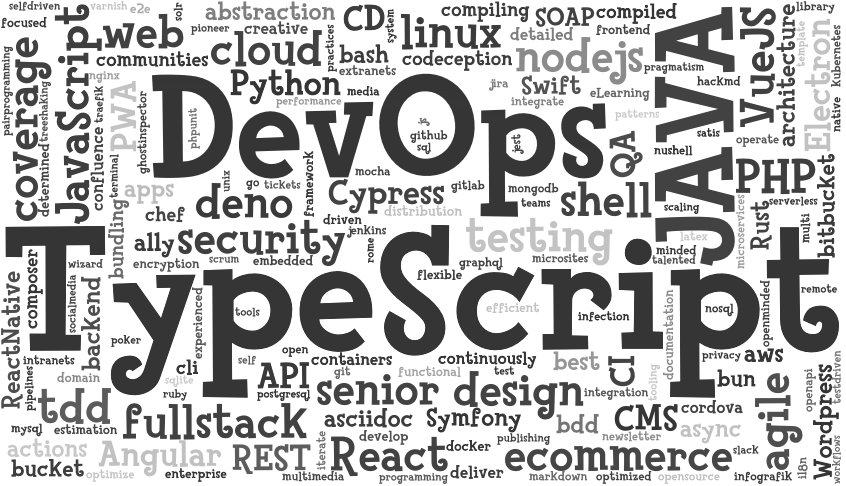 selfdriven
varnish e2e
solr
abstraction
CD
system
compiling
SOAP
compiled
library
focused
pioneer
creative
practices
linux
detailed
frontend
architecture
template
web
cloud
bash
codeception
nodejs
pragmatism
VueJS
Electron
Kubernetes
communities
extranets
pairprogramming
coverage
JavaScript
nginx
Python
media
jira
Swift
eLearning
hackmd
JAVA
treeshaking
traefik
PWA
ghostinspector
performance
integrate
patterns
satis
operate
native
DevOps
phpunit
github
sql
jest
QA
nushell
determined
confluence
terminal
apps
unix
go
tickets
framework
mocha
Cypress
gitlab
mongodb
teams
shell
PHP
bitbucket
chef
deno
driven
distribution
scaling
serverless
microservices
Rust
multi
bundling
ally
security
jenkins
rome
testing
minded
talented
latex
TypeScript
composer
wizard
encryption
scrum
embedded
flexible
graphql
microsites
remote
ReactNative
socialmedia
backend
experienced
tools
efficient
infection
documentation
nosql
openminded
poker
self
open
intranets
pipelines
domain
cli
sqlite
ruby
API
postgresql
containers
git
functional
continuously
test
best
integration
CI
tooling
privacy
aws
bun
testdriven
openapi
tdd
senior
design
mysql
estimation
fullstack
asciidoc
Symfony
bdd
CMS
cordova
agile
Wordpress
workflows
actions
Angular
REST
iterate
develop
React
docker
publishing
newsletter
async
slack
ecommerce
bucket
optimize
enterprise
multimedia
programming
deliver
markdown
optimized
opensource
infografik
i18n